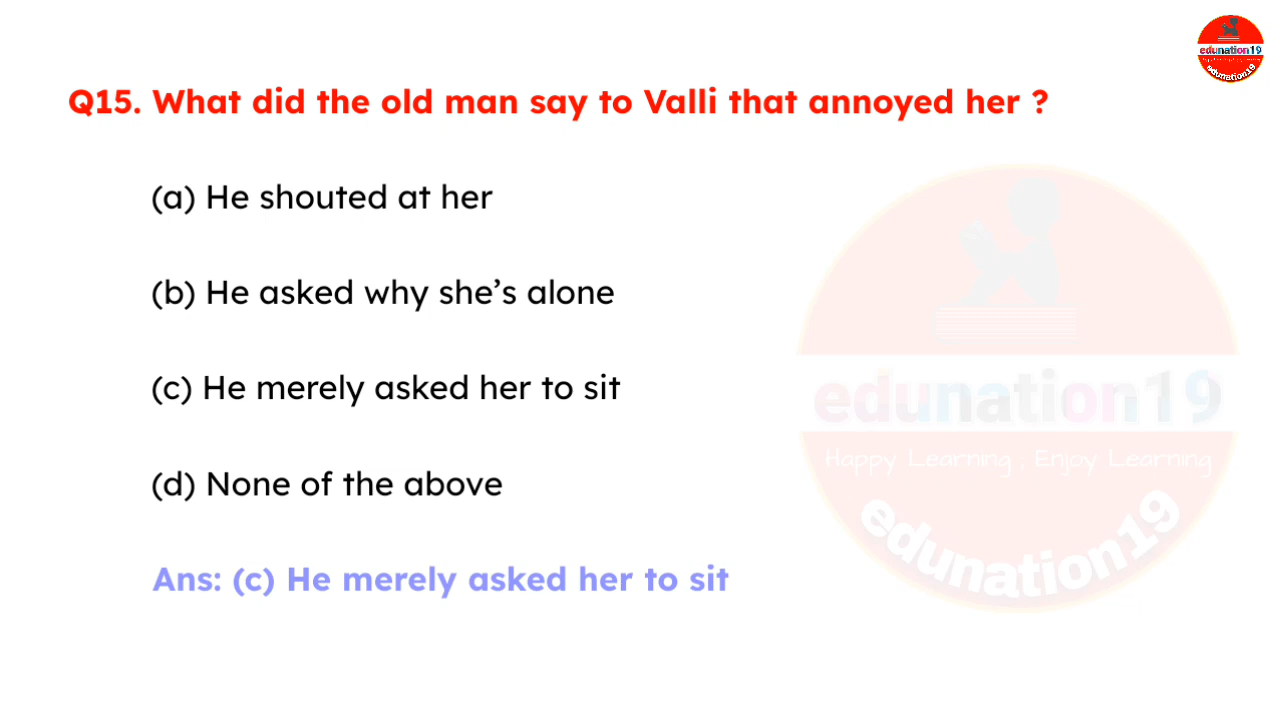 edunation19
edunation19
Q15. What did the old man say to Valli that annoyed her ?
(a) He shouted at her
(b) He asked why she’s alone
(c) He merely asked her to sit
(d) None of the above
Ans: (c) He merely asked her to sit
edunation19
Happy Learning , Enjoy Learning
edunation19